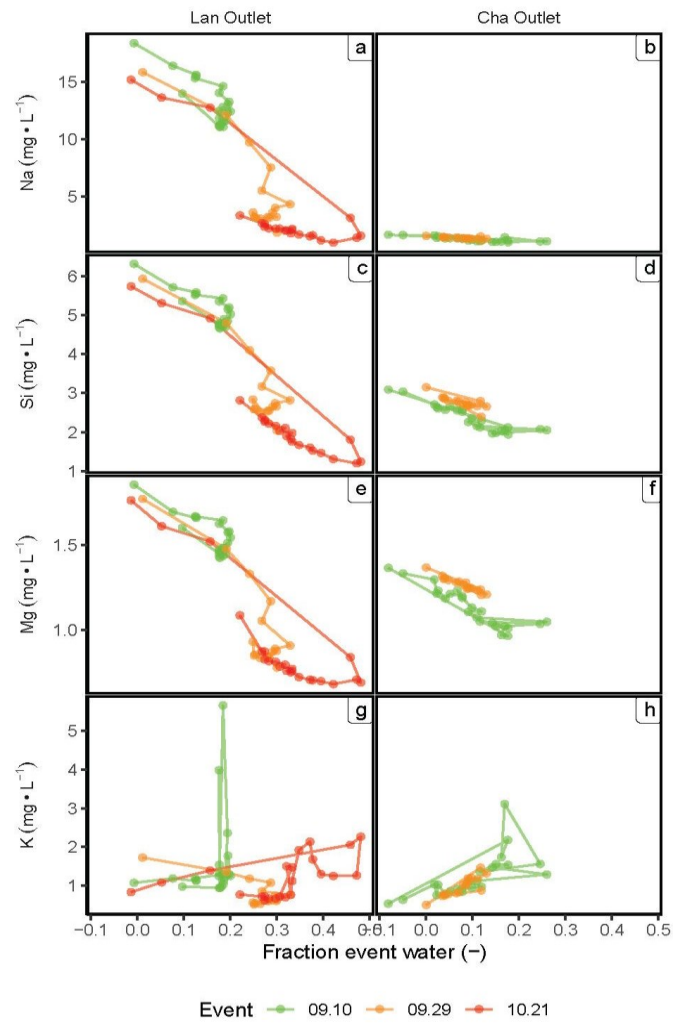 Lan Outlet Cha Outlet
a b
Na (mg • L⁻¹)
15
10
5
c d
Si (mg • L⁻¹)
6
5
4
3
2
1
e f
Mg (mg • L⁻¹)
1.5
1.0
g h
K (mg • L⁻¹)
5
4
3
2
1
−0.1 0.0 0.1 0.2 0.3 0.4 0.1 0.0 0.1 0.2 0.3 0.4 0.5
Fraction event water (−)
Event 09.10 09.29 10.21